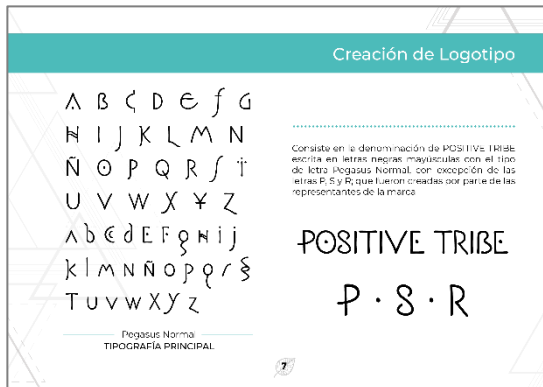 Creación de Logotipo
A B C D E f G
H I J K L M N
Ñ O P Q R S T
U V W X Y Z
A b C d E F g H i j
k l m N Ñ O p Q r S
T u v w X y z
Pegasus Normal
TIPOGRAFÍA PRINCIPAL
Consiste en la denominación de POSITIVE TRIBE
escrita en letras negras mayúsculas con el tipo
de letra Pegasus Normal, con excepción de las
letras P, S y R; que fueron creadas por parte de las
representantes de la marca
POSITIVE TRIBE
P · S · R
7